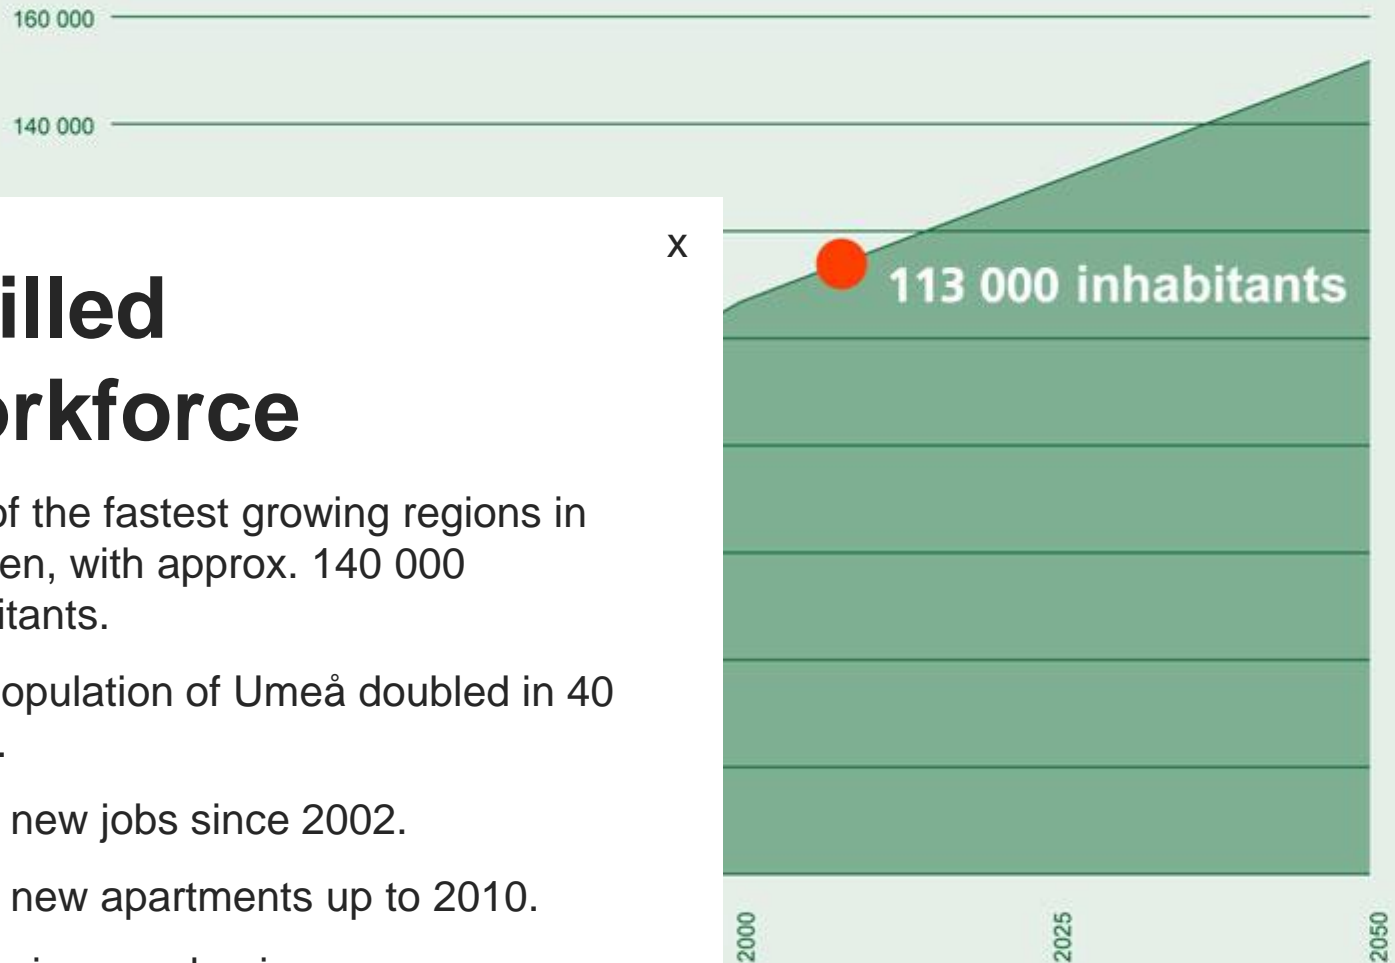 160 000
140 000
x
illed
orkforce
of the fastest growing regions in
en, with approx. 140 000
itants.
opulation of Umeå doubled in 40
.
new jobs since 2002.
new apartments up to 2010.
113 000 inhabitants
2000
2025
2050